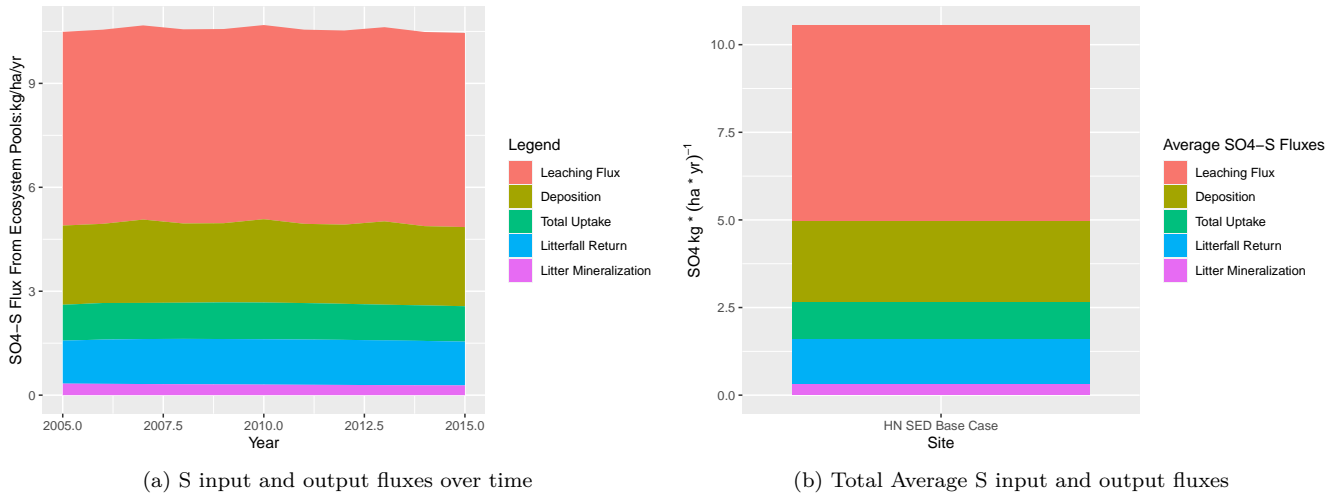 SO4−S Flux From Ecosystem Pools:kg/ha/yr
9
6
3
0
2005.0 2007.5 2010.0 2012.5 2015.0
Year
Legend
Leaching Flux
Deposition
Total Uptake
Litterfall Return
Litter Mineralization
(a) S input and output fluxes over time
SO4 kg * (ha * yr)⁻¹
10.0
7.5
5.0
2.5
0.0
HN SED Base Case
Site
Average SO4−S Fluxes
Leaching Flux
Deposition
Total Uptake
Litterfall Return
Litter Mineralization
(b) Total Average S input and output fluxes